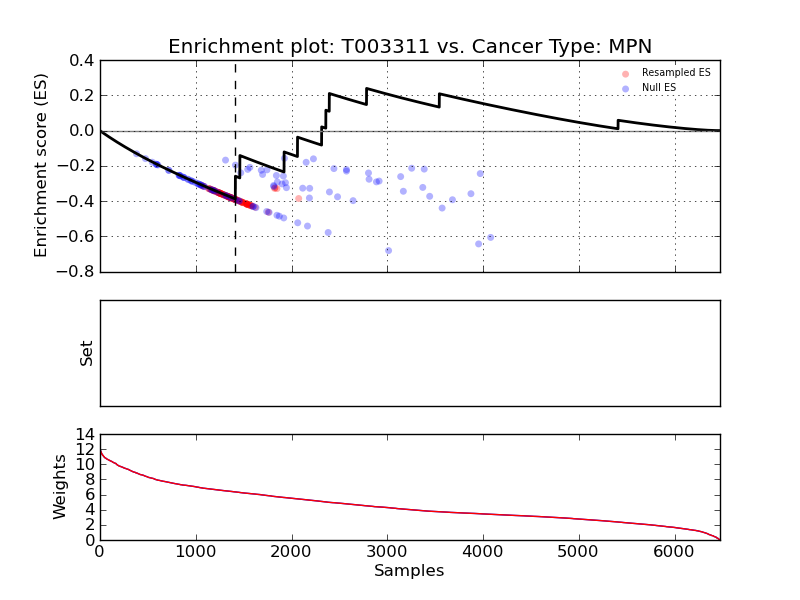 Enrichment plot: T003311 vs. Cancer Type: MPN
Enrichment score (ES)
0.4
0.2
0.0
−0.2
−0.4
−0.6
−0.8
Resampled ES
Null ES
Set
Weights
14
12
10
8
6
4
2
0
0 1000 2000 3000 4000 5000 6000
Samples